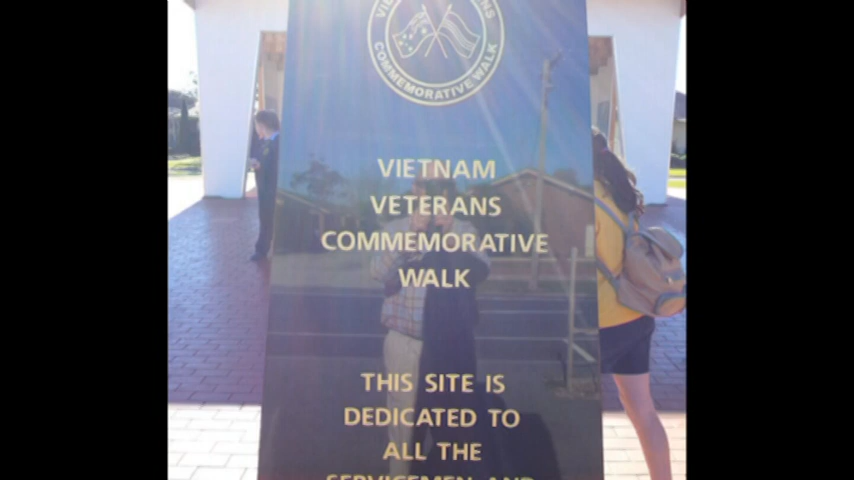 COMMEMORATIVE WALK
VIETNAM
VETERANS
COMMEMORATIVE
WALK
THIS SITE IS
DEDICATED TO
ALL THE
SERVICEMEN AND